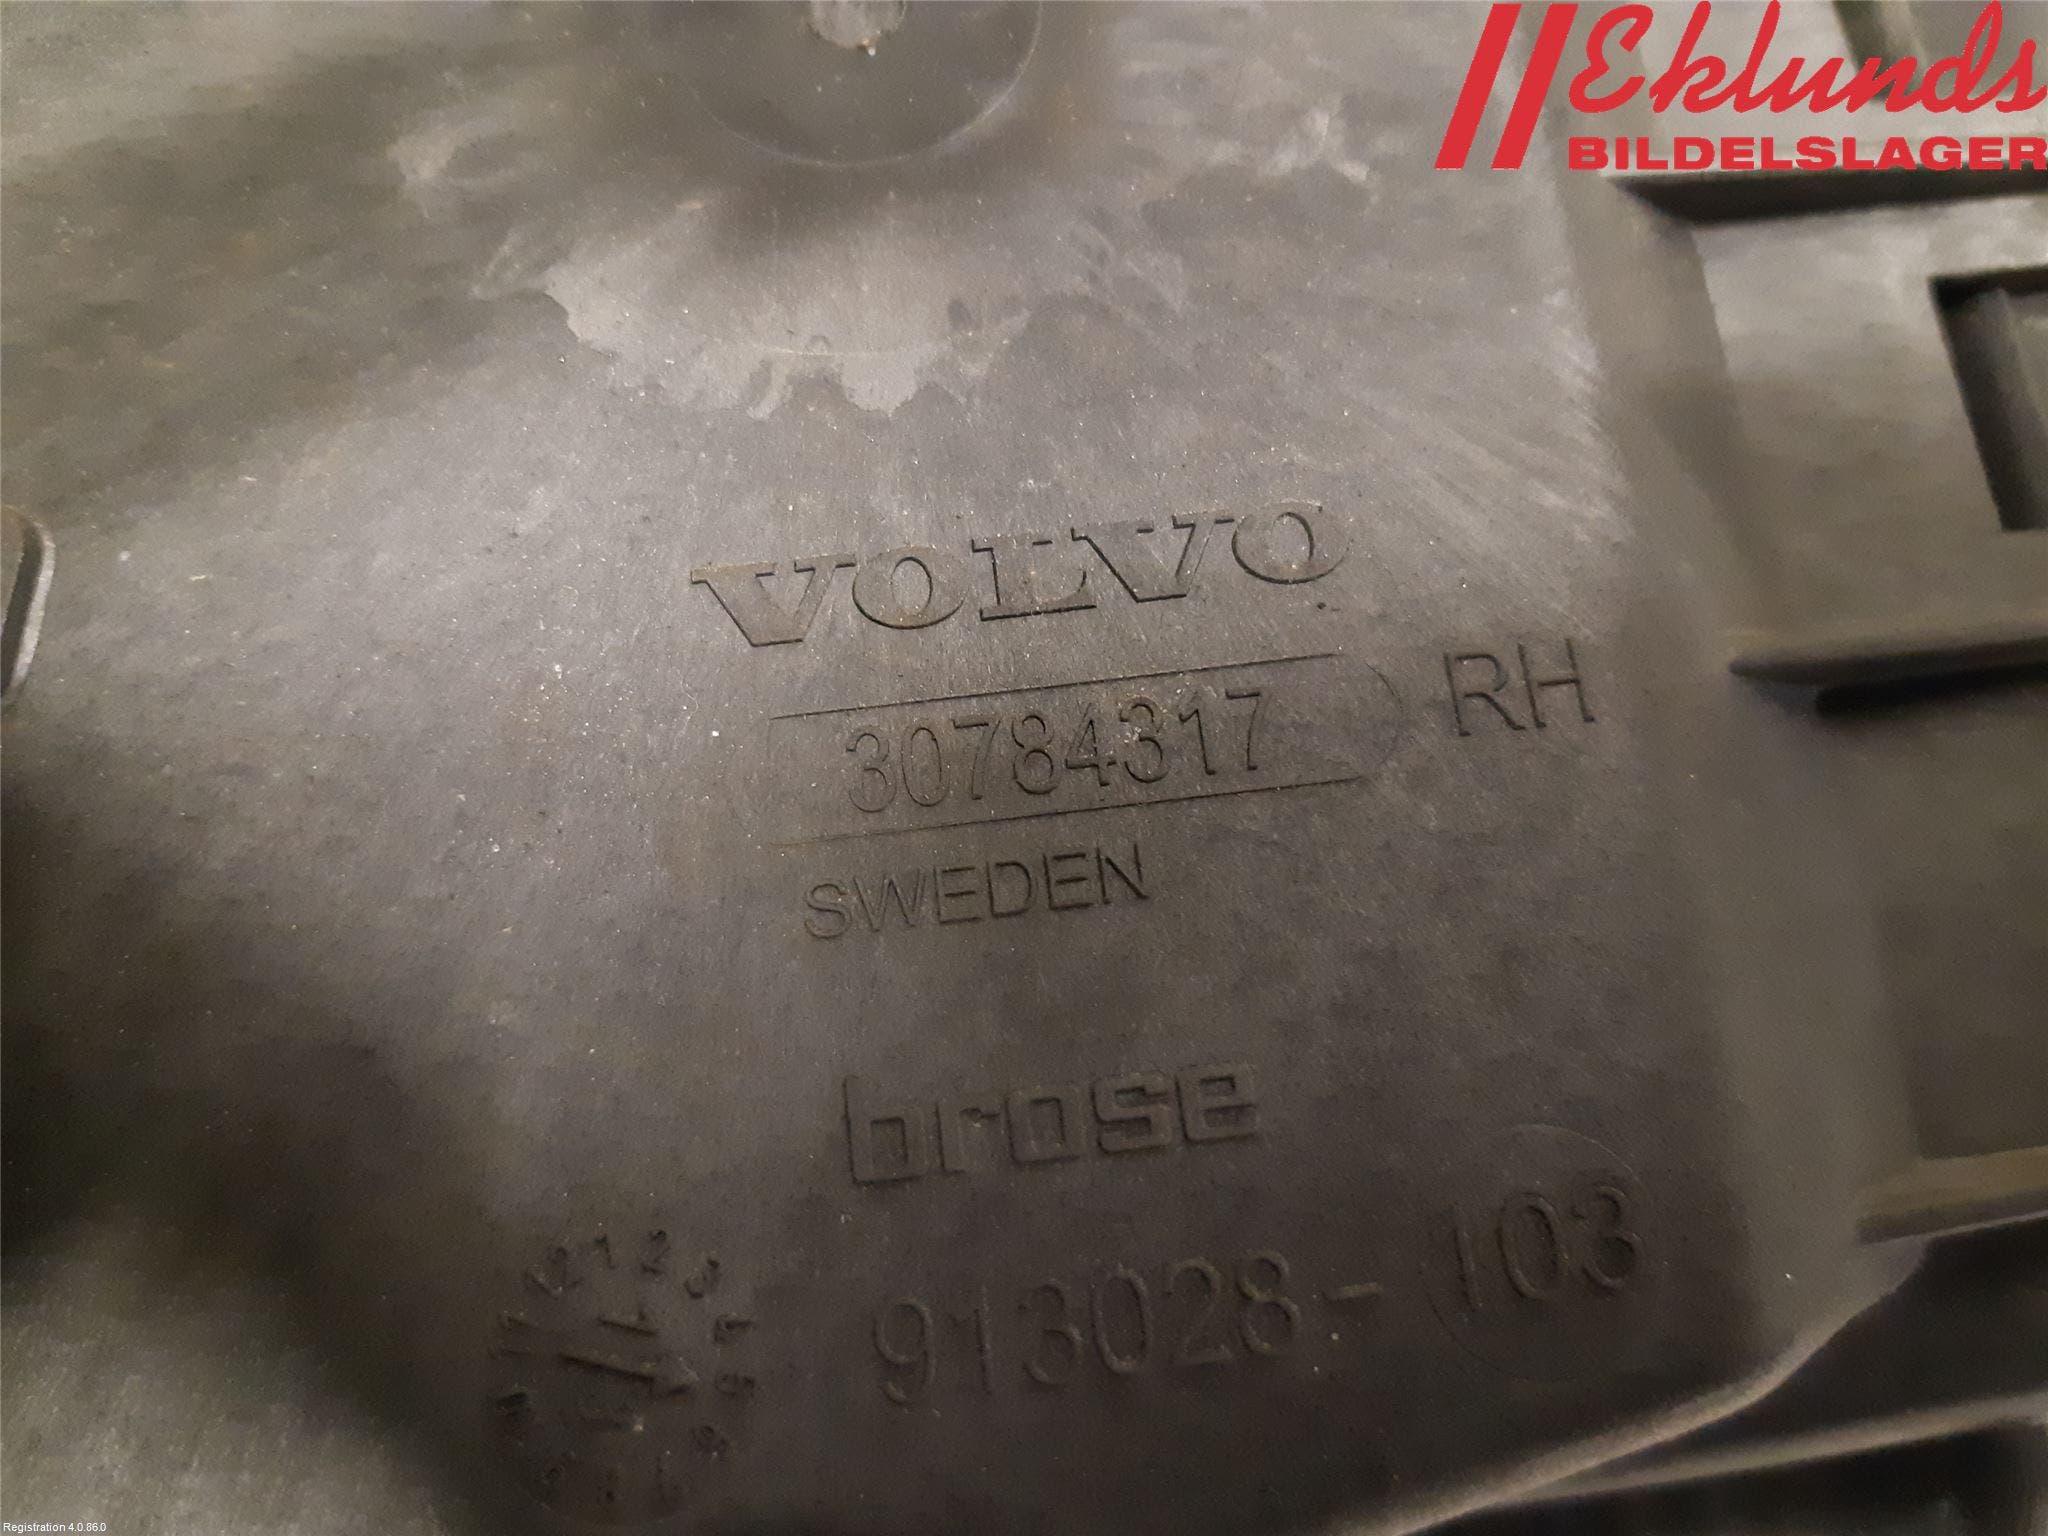 Eklunds
BILDELSLAGER
VOLVO
30784317 RH
SWEDEN
brose
913028-103
Registration 4.0.86.0